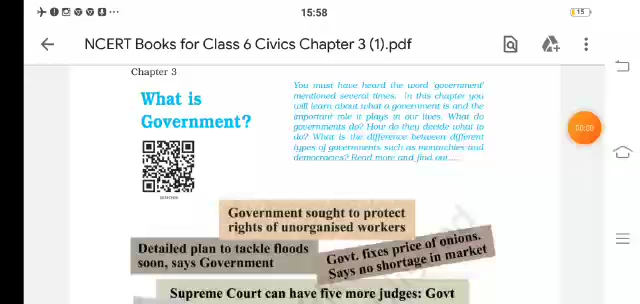 15:58
15
NCERT Books for Class 6 Civics Chapter 3 (1).pdf
Chapter 3
What is
Government?
You must have heard the word 'government'
mentioned several times. In this chapter you
will learn about what a government is and the
important role it plays in our lives. What do
governments do? How do they decide what to
do? What is the difference between different
types of governments such as monarchies and
democracies? Read more and find out.....
00:00
Government sought to protect
rights of unorganised workers
Detailed plan to tackle floods
soon, says Government
Govt. fixes price of onions.
Says no shortage in market
Supreme Court can have five more judges: Govt